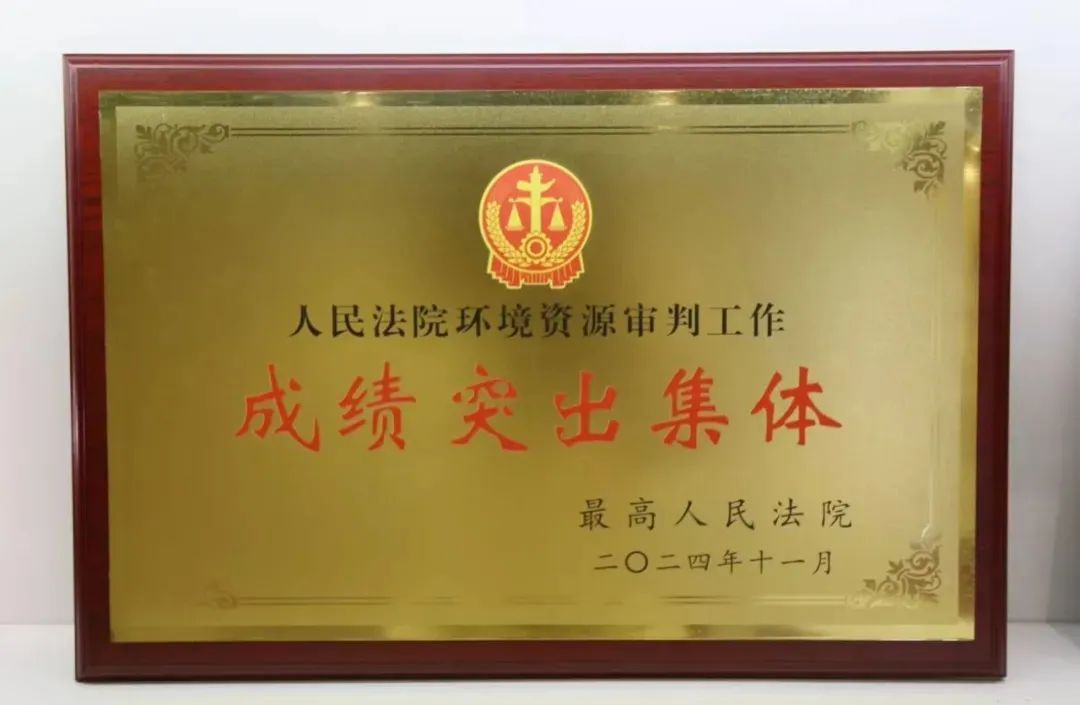 人民法院环境资源审判工作
成绩突出集体
最高人民法院
二〇二四年十一月